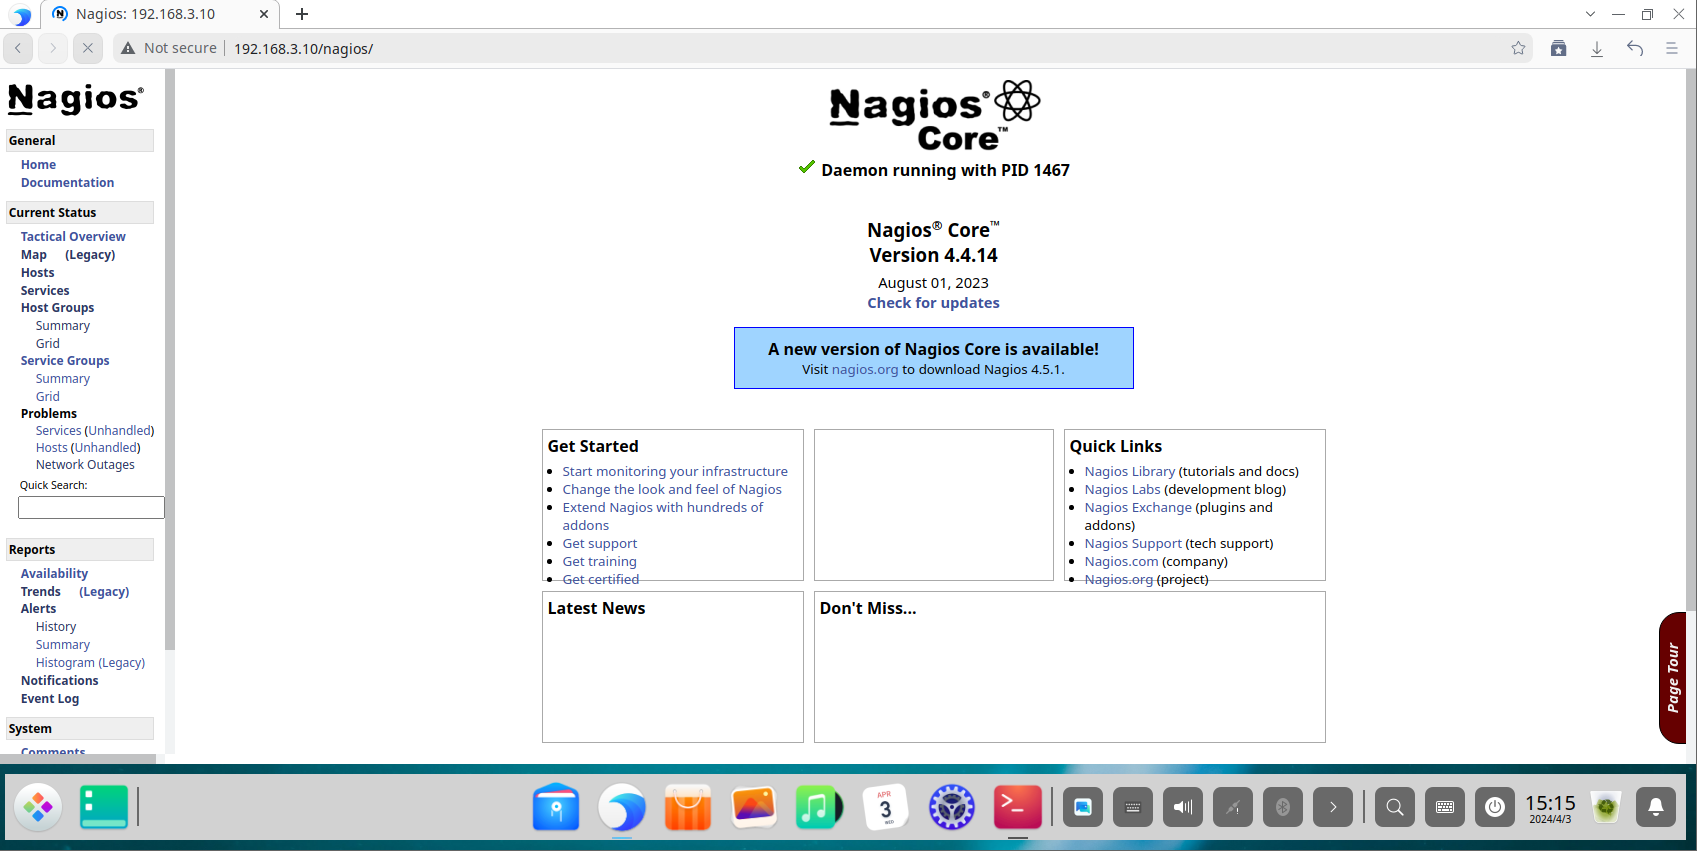 Nagios: 192.168.3.10
Not secure
192.168.3.10/nagios/
Nagios®
General
Home
Documentation
Current Status
Tactical Overview
Map (Legacy)
Hosts
Services
Host Groups
Summary
Grid
Service Groups
Summary
Grid
Problems
Services (Unhandled)
Hosts (Unhandled)
Network Outages
Quick Search:
Reports
Availability
Trends (Legacy)
Alerts
History
Summary
Histogram (Legacy)
Notifications
Event Log
System
Comments
Nagios®
Core™
Daemon running with PID 1467
Nagios® Core™
Version 4.4.14
August 01, 2023
Check for updates
A new version of Nagios Core is available!
Visit nagios.org to download Nagios 4.5.1.
Get Started
Start monitoring your infrastructure
Change the look and feel of Nagios
Extend Nagios with hundreds of
addons
Get support
Get training
Get certified
Quick Links
Nagios Library (tutorials and docs)
Nagios Labs (development blog)
Nagios Exchange (plugins and
addons)
Nagios Support (tech support)
Nagios.com (company)
Nagios.org (project)
Latest News
Don't Miss...
Page Tour
APR
3
WED
15:15
2024/4/3